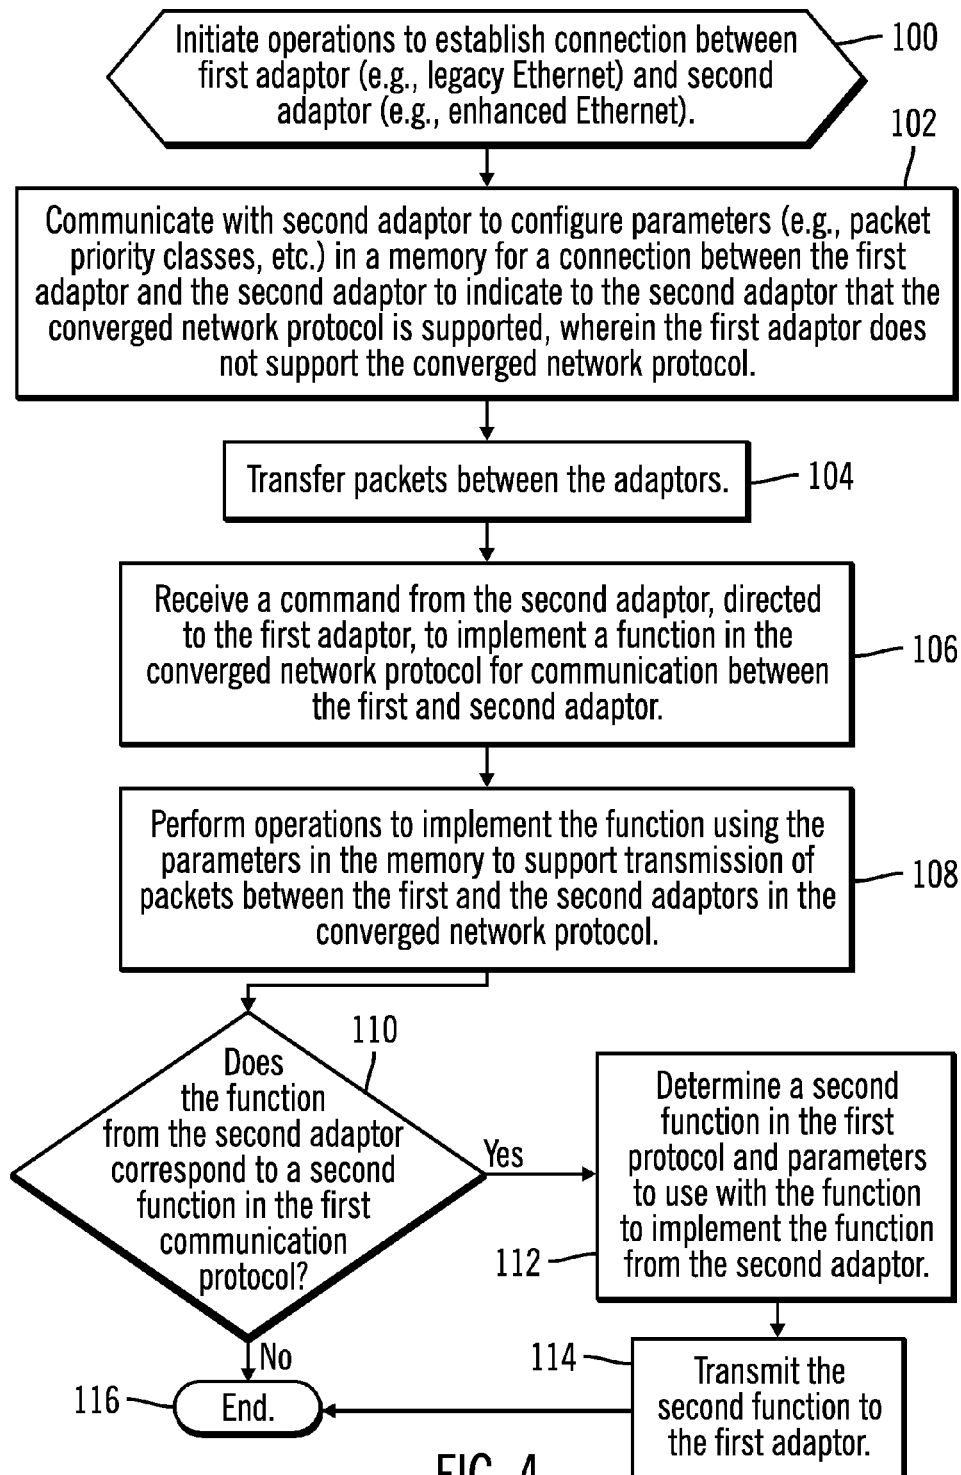 Initiate operations to establish connection between
first adaptor (e.g., legacy Ethernet) and second
adaptor (e.g., enhanced Ethernet).
100
102
Communicate with second adaptor to configure parameters (e.g., packet
priority classes, etc.) in a memory for a connection between the first
adaptor and the second adaptor to indicate to the second adaptor that the
converged network protocol is supported, wherein the first adaptor does
not support the converged network protocol.
Transfer packets between the adaptors.
104
Receive a command from the second adaptor, directed
to the first adaptor, to implement a function in the
converged network protocol for communication between
the first and second adaptor.
106
Perform operations to implement the function using the
parameters in the memory to support transmission of
packets between the first and the second adaptors in the
converged network protocol.
108
110
Does
the function
from the second adaptor
correspond to a second
function in the first
communication
protocol?
Yes
Determine a second
function in the first
protocol and parameters
to use with the function
to implement the function
from the second adaptor.
112
No
114
Transmit the
second function to
the first adaptor.
116
End.
FIG. 4